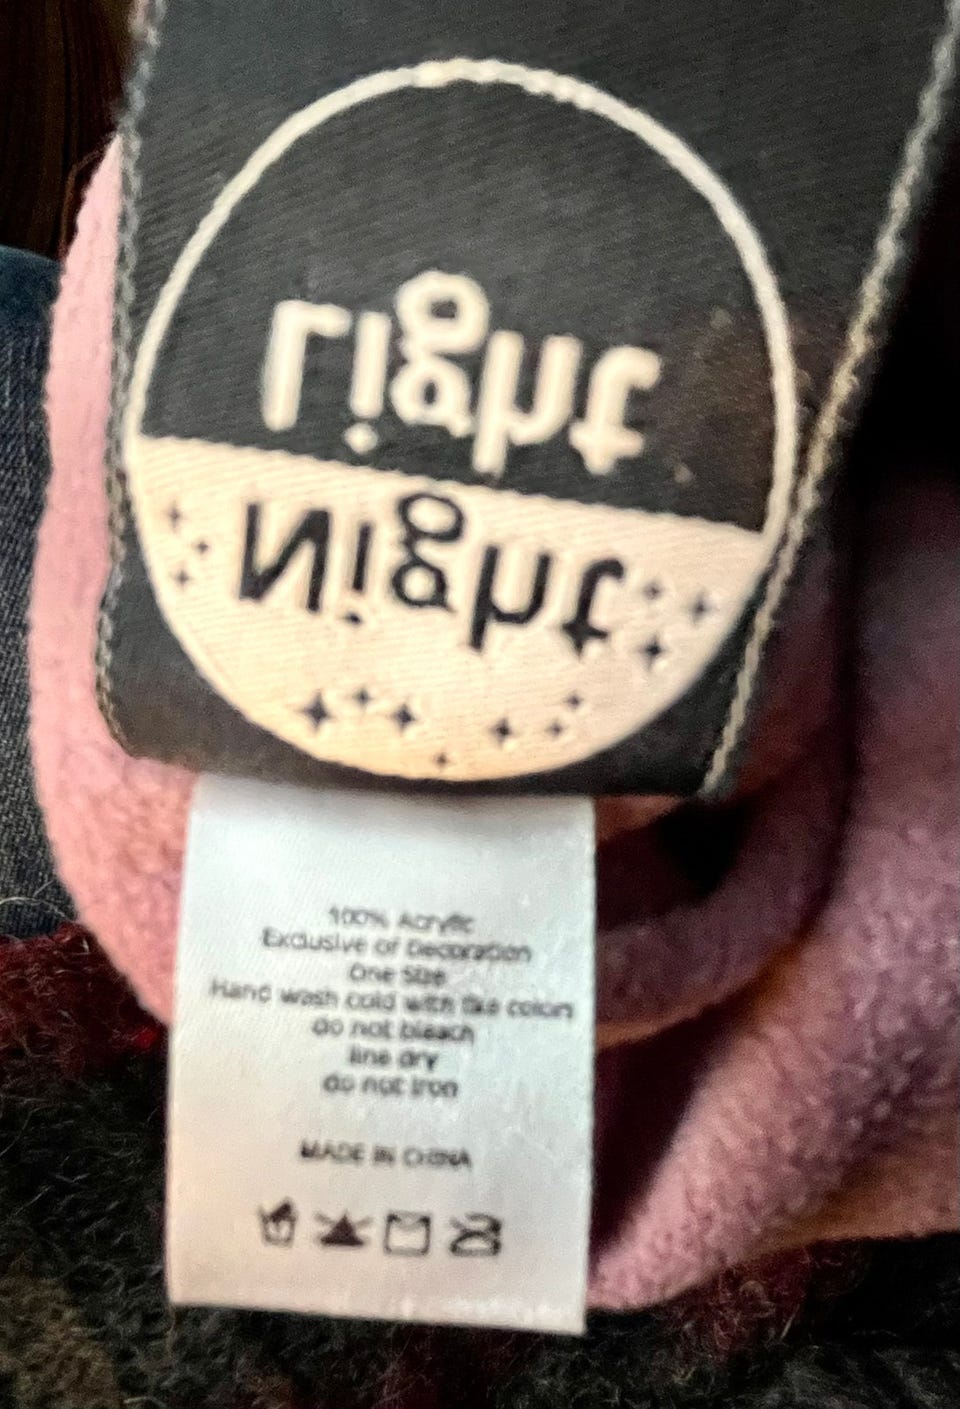 Night
Light
100% Acrylic
Exclusive of Decoration
One Size
Hand wash cold with like colors
do not bleach
line dry
do not iron
MADE IN CHINA